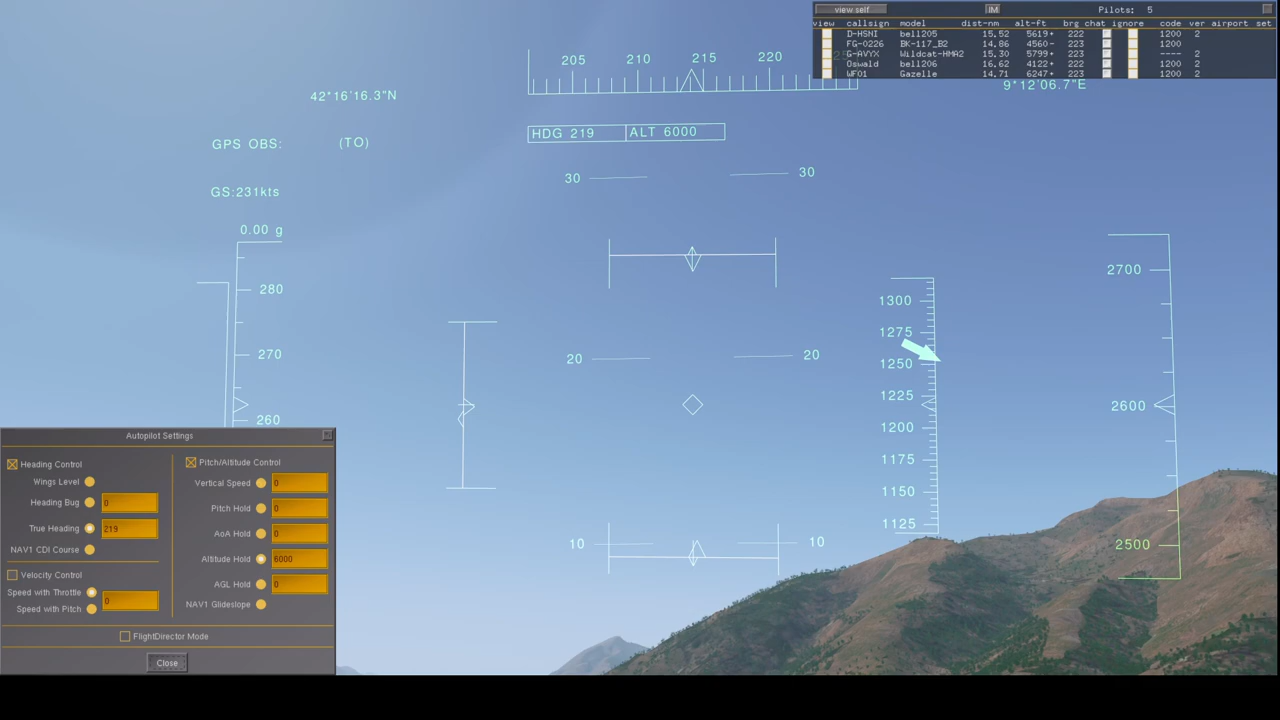 view self IM Pilots: 5
view callsign model dist-nm alt-ft brg chat ignore code ver airport set
D-HSNI bell205 15.52 5619+ 222 1200 2
FG-0226 BK-117_B2 14.86 4560- 222 1200
G-AVYX Wildcat-HMA2 15.30 5799+ 223 ---- 2
Oswald bell206 16.62 4122+ 222 1200 2
WF01 Gazelle 14.71 6247+ 223 1200 2
205 210 215 220
42°16'16.3"N
9°12'06.7"E
GPS OBS: (TO)
HDG 219 ALT 6000
30 30
GS:231kts
0.00 g
280
270
260
20 20
10 10
1300
1275
1250
1225
1200
1175
1150
1125
2700
2600
2500
Autopilot Settings
Heading Control
Wings Level
Heading Bug 0
True Heading 219
NAV1 CDI Course
Velocity Control
Speed with Throttle 0
Speed with Pitch
Pitch/Altitude Control
Vertical Speed 0
Pitch Hold 0
AoA Hold 0
Altitude Hold 6000
AGL Hold 0
NAV1 Glideslope
FlightDirector Mode
Close